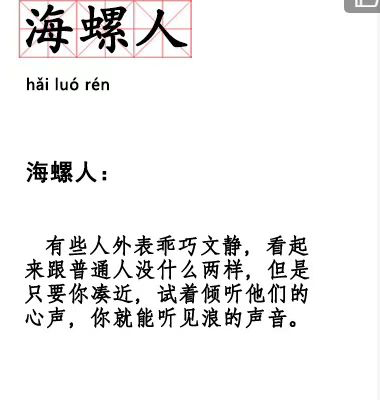 海螺人
hǎi luó rén
海螺人：
有些人外表乖巧文静，看起
来跟普通人没什么两样，但是
只要你凑近，试着倾听他们的
心声，你就能听见浪的声音。